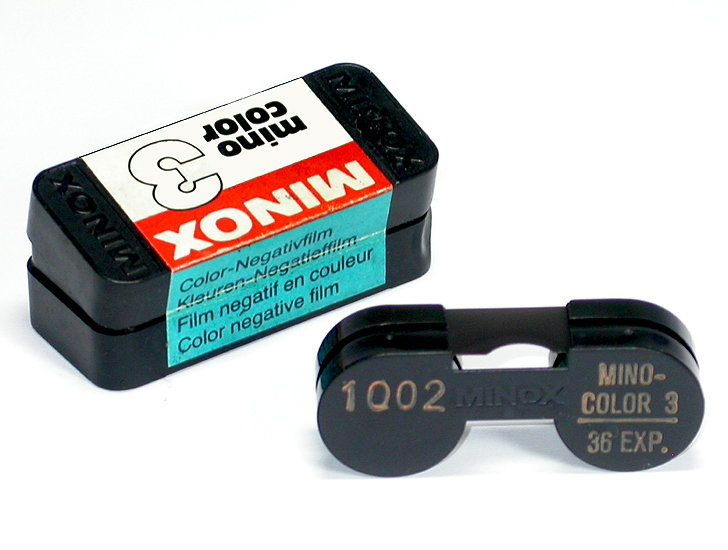 mino
color
3
MINOX
MINOX
MINOX
Color-Negativfilm
Kleuren-Negatieffilm
Film negatif en couleur
Color negative film
1Q02 MINOX
MINO-
COLOR 3
36 EXP.